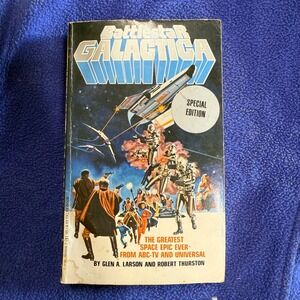 Battlestar
GALACTICA
SPECIAL
EDITION
THE GREATEST
SPACE EPIC EVER-
FROM ABC-TV AND UNIVERSAL
BY GLEN A. LARSON AND ROBERT THURSTON